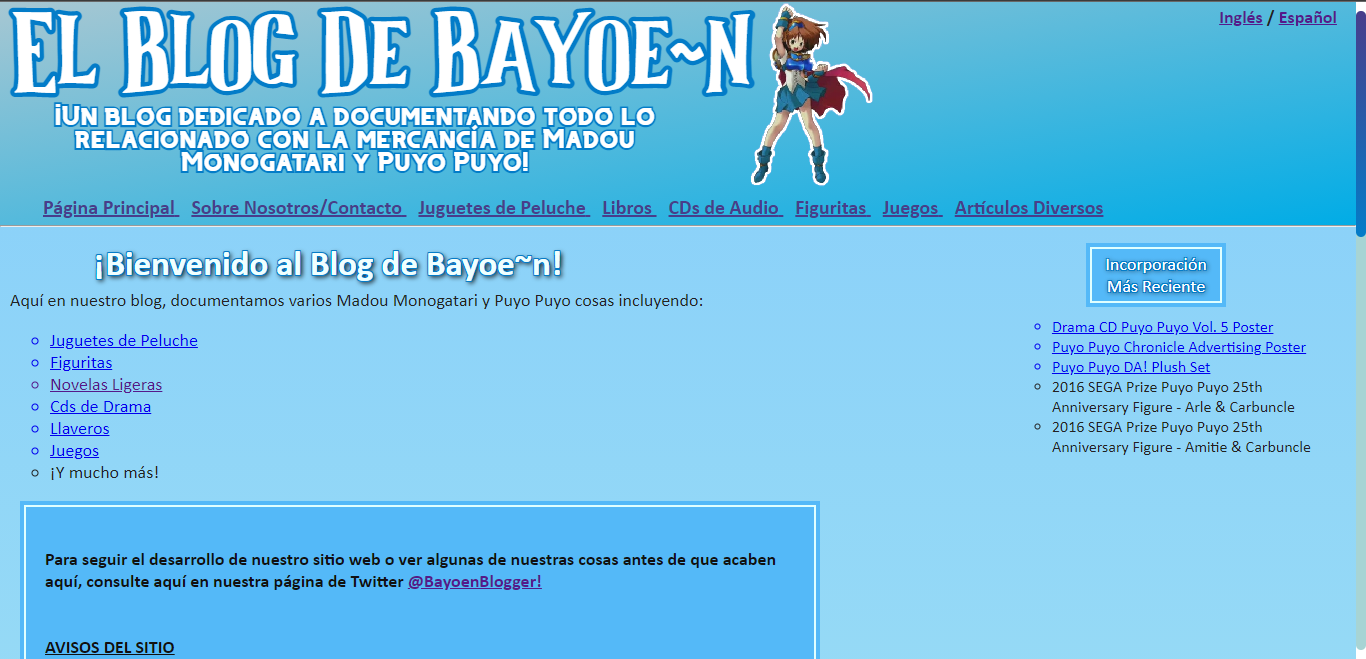 El Blog De Bayoe~n
Inglés / Español
¡Un blog dedicado a documentando todo lo
relacionado con la mercancía de Madou
Monogatari y Puyo Puyo!
Página Principal Sobre Nosotros/Contacto Juguetes de Peluche Libros CDs de Audio Figuritas Juegos Artículos Diversos
¡Bienvenido al Blog de Bayoe~n!
Aquí en nuestro blog, documentamos varios Madou Monogatari y Puyo Puyo cosas incluyendo:
Juguetes de Peluche
Figuritas
Novelas Ligeras
Cds de Drama
Llaveros
Juegos
¡Y mucho más!
Para seguir el desarrollo de nuestro sitio web o ver algunas de nuestras cosas antes de que acaben
aquí, consulte aquí en nuestra página de Twitter @BayoenBlogger!
AVISOS DEL SITIO
Incorporación
Más Reciente
Drama CD Puyo Puyo Vol. 5 Poster
Puyo Puyo Chronicle Advertising Poster
Puyo Puyo DA! Plush Set
2016 SEGA Prize Puyo Puyo 25th
Anniversary Figure - Arle & Carbuncle
2016 SEGA Prize Puyo Puyo 25th
Anniversary Figure - Amitie & Carbuncle